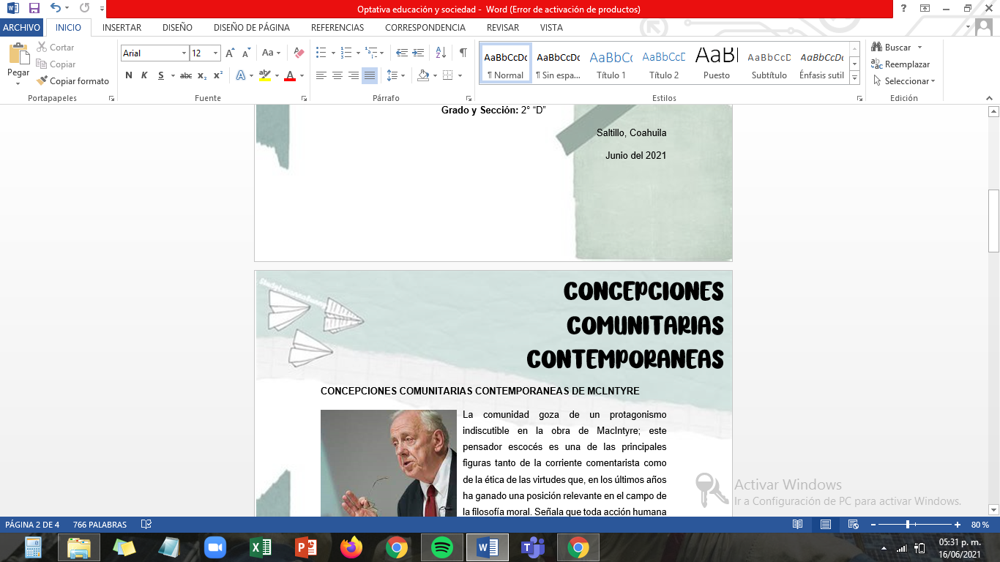 Optativa educación y sociedad - Word (Error de activación de productos)
ARCHIVO INICIO INSERTAR DISEÑO DISEÑO DE PÁGINA REFERENCIAS CORRESPONDENCIA REVISAR VISTA
Pegar
Cortar
Copiar
Copiar formato
Portapapeles
Arial 12
N K S abc x₂ x²
Fuente
Párrafo
AaBbCcDc AaBbCcDc AaBbCc AaBbCcD AaBl AaBbCcD AaBbCcDc
¶ Normal ¶ Sin espa... Título 1 Título 2 Puesto Subtítulo Énfasis sutil
Estilos
Buscar
Reemplazar
Seleccionar
Edición
Grado y Sección: 2° “D”
Saltillo, Coahuila
Junio del 2021
CONCEPCIONES
COMUNITARIAS
CONTEMPORANEAS
CONCEPCIONES COMUNITARIAS CONTEMPORANEAS DE MCLNTYRE
La comunidad goza de un protagonismo
indiscutible en la obra de MacIntyre; este
pensador escocés es una de las principales
figuras tanto de la corriente comentarista como
de la ética de las virtudes que, en los últimos años
ha ganado una posición relevante en el campo de
la filosofía moral. Señala que toda acción humana
Activar Windows
Ir a Configuración de PC para activar Windows.
PÁGINA 2 DE 4 766 PALABRAS 80 %
05:31 p. m.
16/06/2021